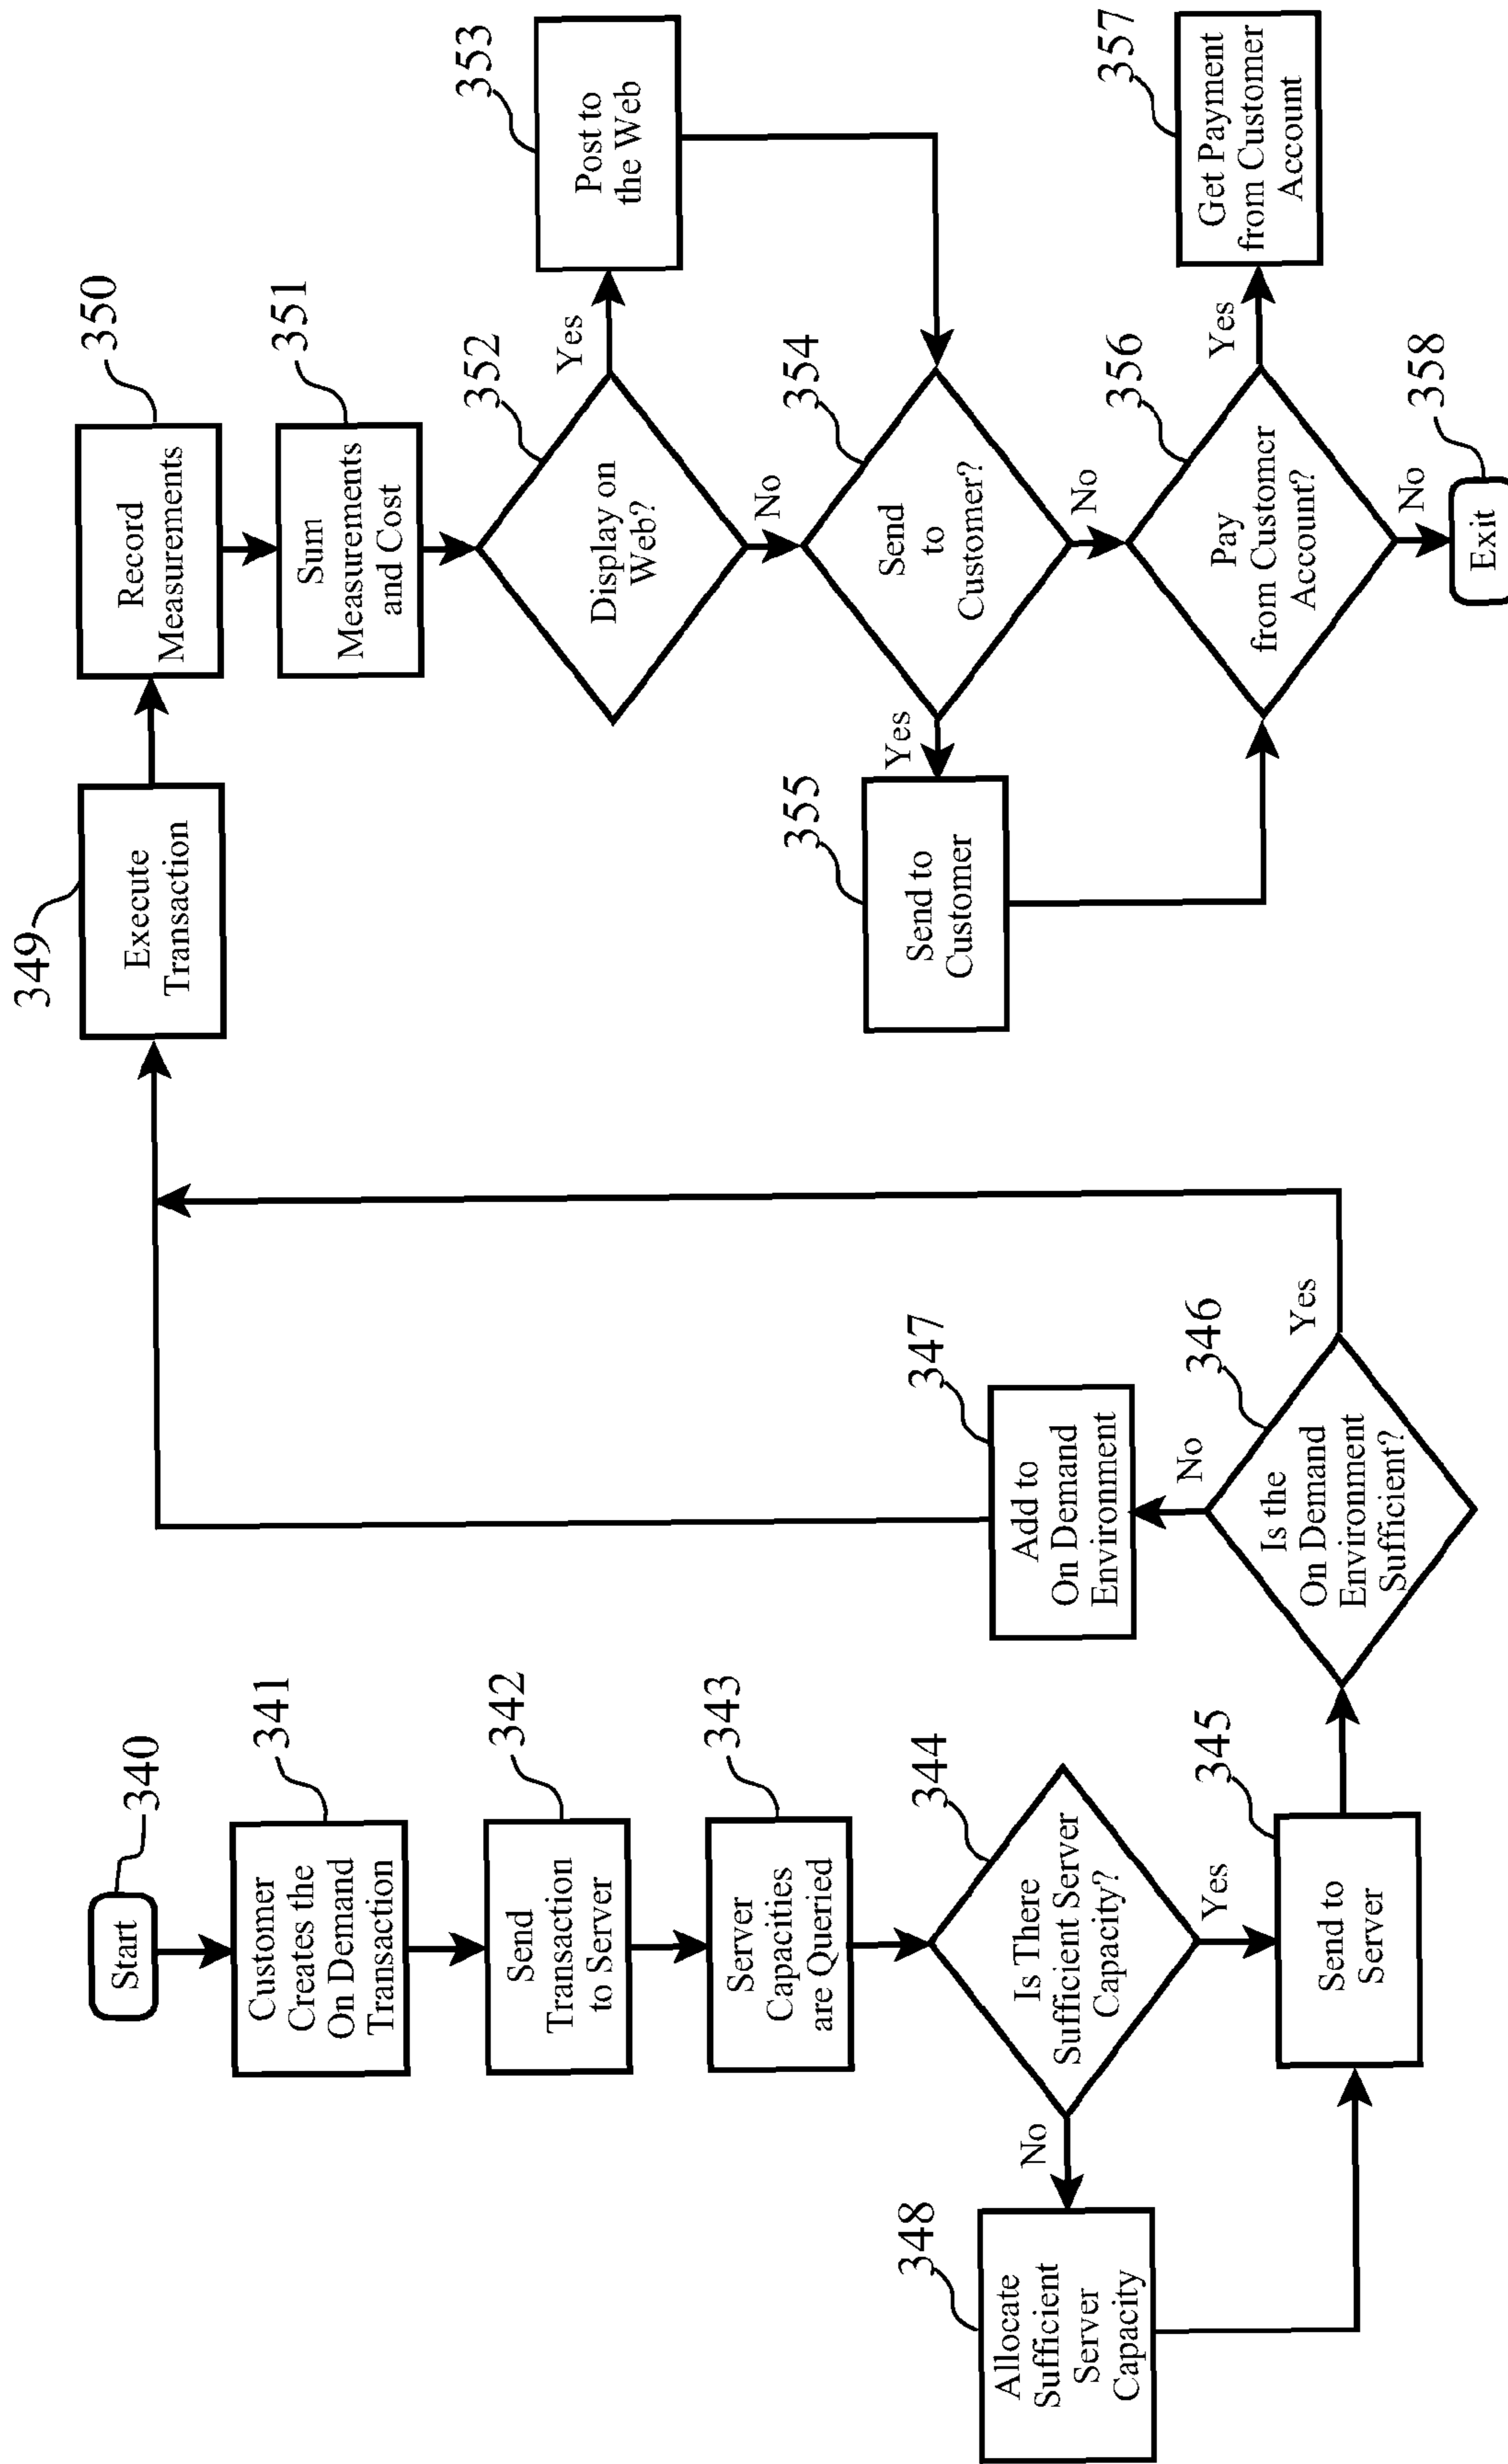 340
Start
341
Customer
Creates the
On Demand
Transaction
342
Send
Transaction
to Server
343
Server
Capacities
are Queried
344
Is There
Sufficient Server
Capacity?
No
Yes
348
Allocate
Sufficient
Server
Capacity
345
Send to
Server
346
Is the
On Demand
Environment
Sufficient?
No
Yes
347
Add to
On Demand
Environment
349
Execute
Transaction
350
Record
Measurements
351
Sum
Measurements
and Cost
352
Display on
Web?
Yes
No
353
Post to
the Web
354
Send
to
Customer?
Yes
No
355
Send to
Customer
356
Pay
from Customer
Account?
Yes
No
357
Get Payment
from Customer
Account
358
Exit